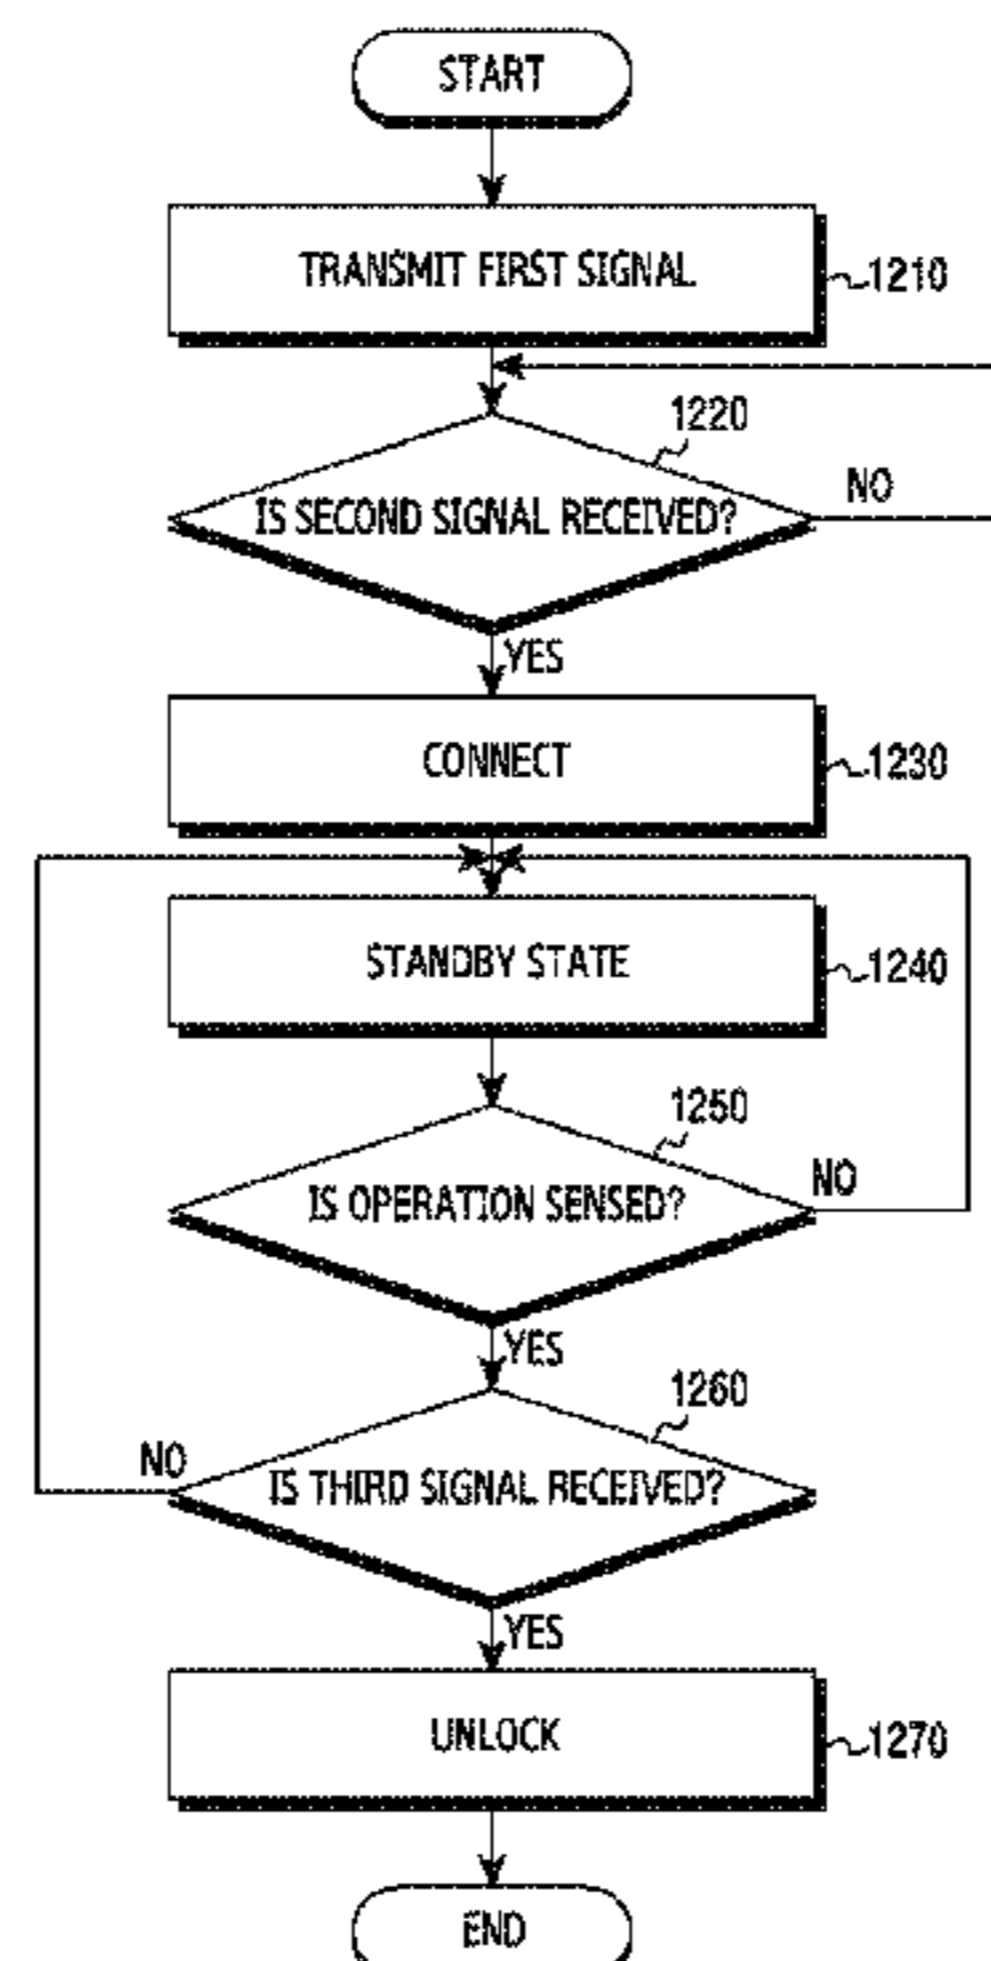 START
TRANSMIT FIRST SIGNAL
1210
1220
IS SECOND SIGNAL RECEIVED?
NO
YES
CONNECT
1230
STANDBY STATE
1240
1250
IS OPERATION SENSED?
NO
YES
1260
IS THIRD SIGNAL RECEIVED?
NO
YES
UNLOCK
1270
END